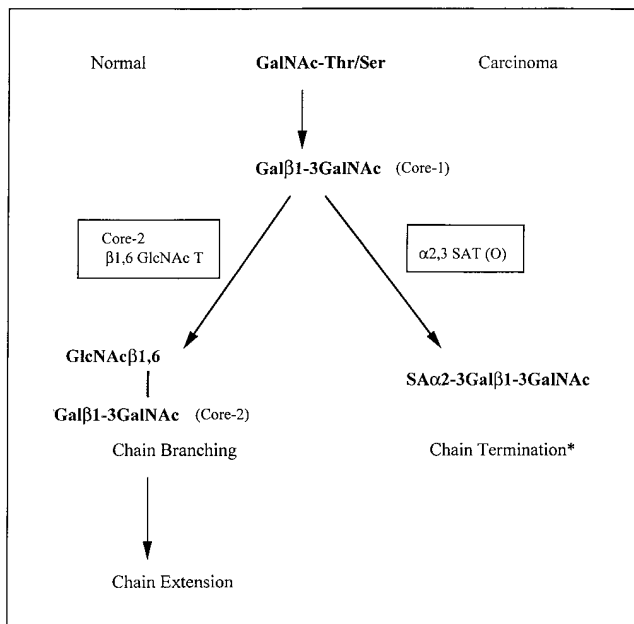 Normal
GalNAc-Thr/Ser
Carcinoma
Galβ1-3GalNAc (Core-1)
Core-2
β1,6 GlcNAc T
α2,3 SAT (O)
GlcNAcβ1,6
Galβ1-3GalNAc (Core-2)
Chain Branching
SAα2-3Galβ1-3GalNAc
Chain Termination*
Chain Extension